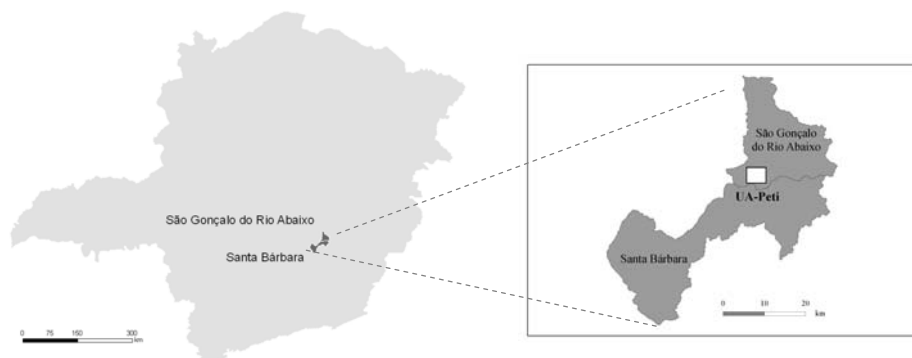 São Gonçalo do Rio Abaixo
Santa Bárbara
0 75 150 300
km
São Gonçalo
do Rio Abaixo
UA-Peti
Santa Bárbara
0 10 20
km